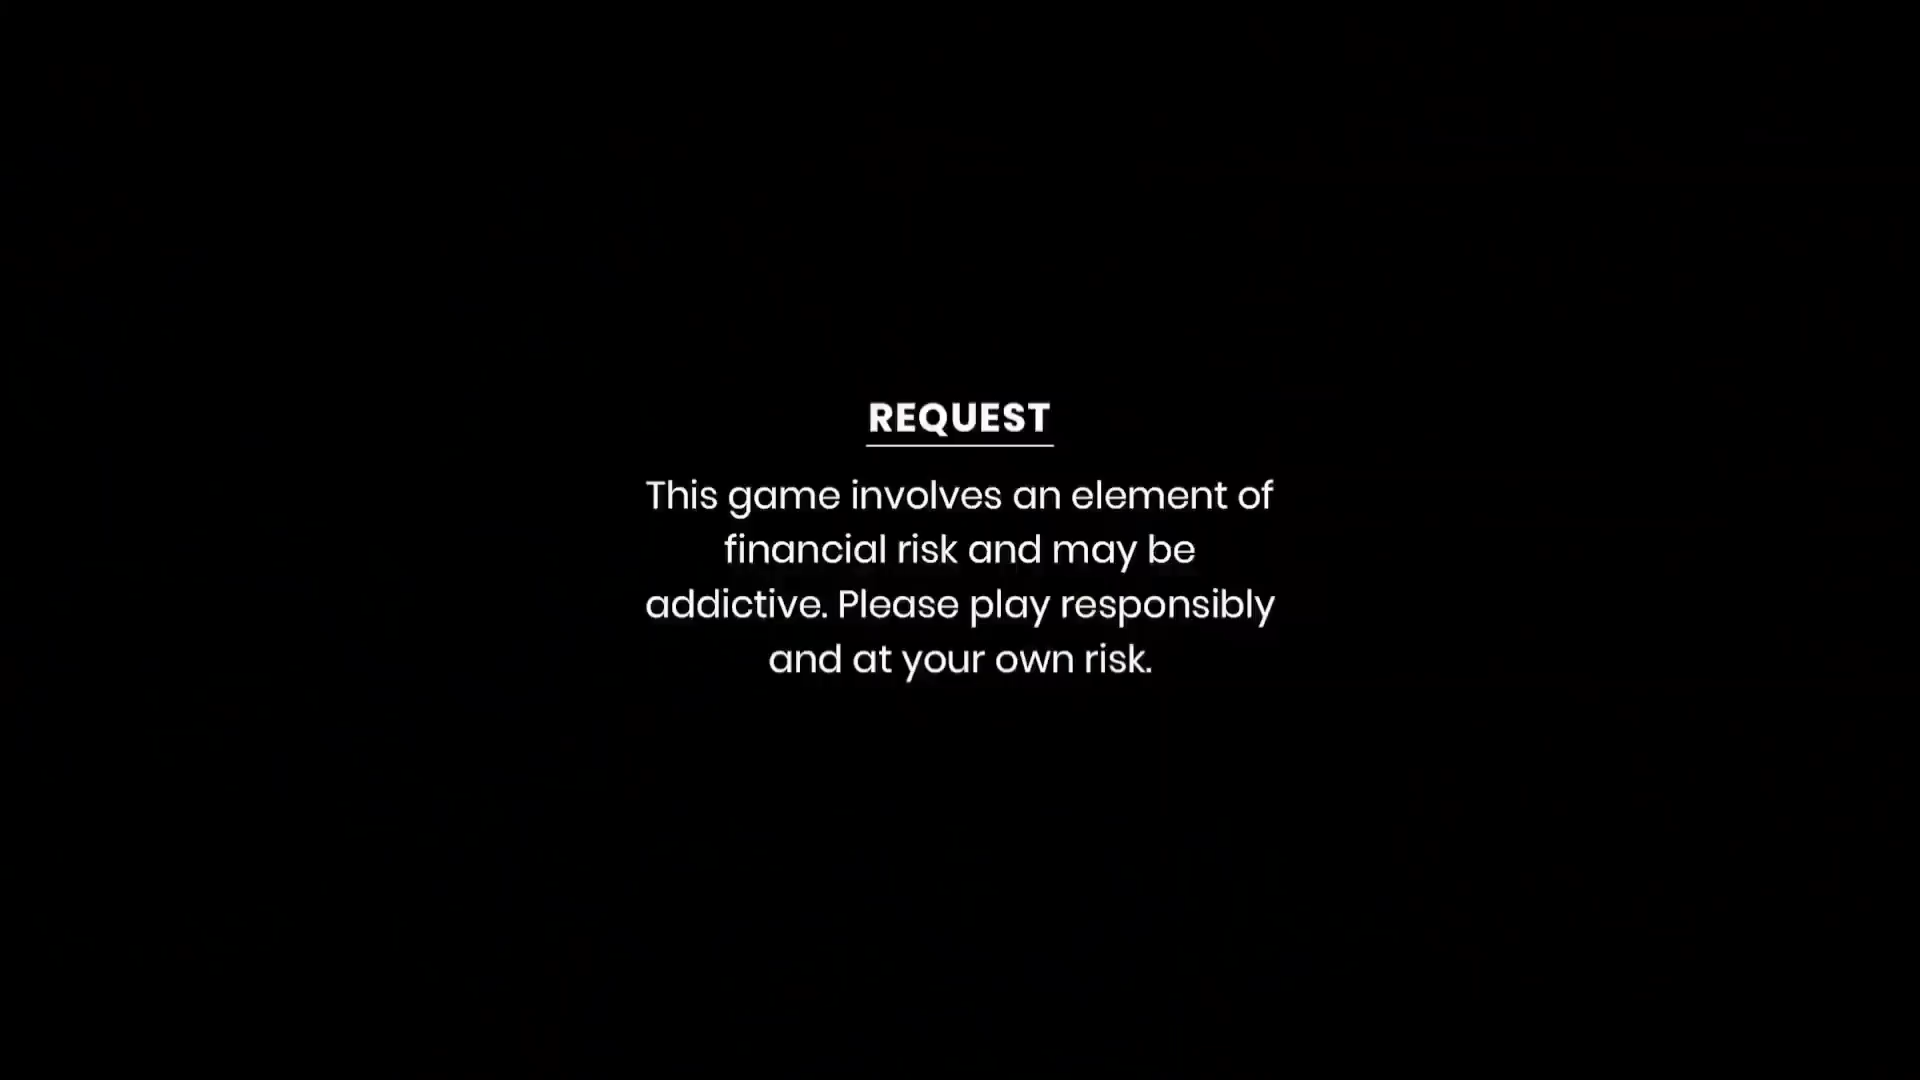 REQUEST
This game involves an element of
financial risk and may be
addictive. Please play responsibly
and at your own risk.